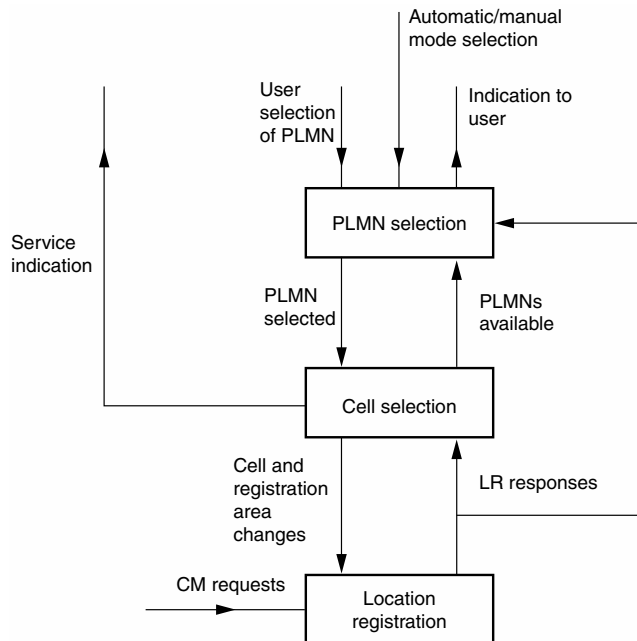 Automatic/manual
mode selection
User
selection
of PLMN
Indication to
user
PLMN selection
Service
indication
PLMN
selected
PLMNs
available
Cell selection
Cell and
registration
area
changes
LR responses
CM requests
Location
registration